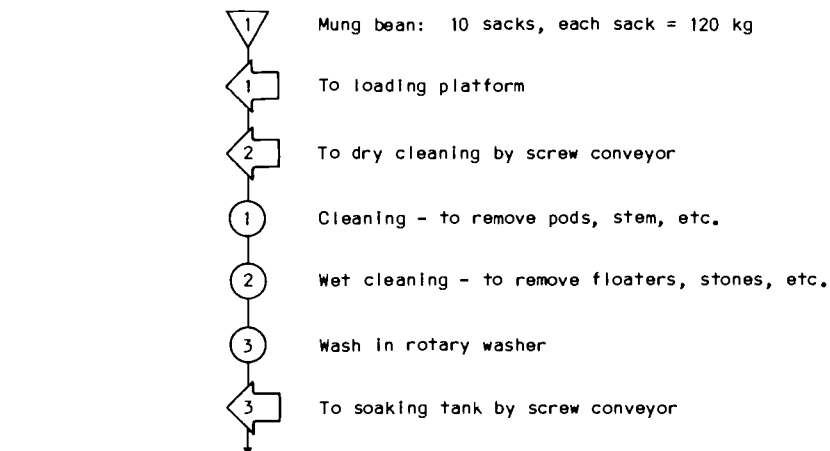 1 Mung bean: 10 sacks, each sack = 120 kg
1 To loading platform
2 To dry cleaning by screw conveyor
1 Cleaning - to remove pods, stem, etc.
2 Wet cleaning - to remove floaters, stones, etc.
3 Wash in rotary washer
3 To soaking tank by screw conveyor